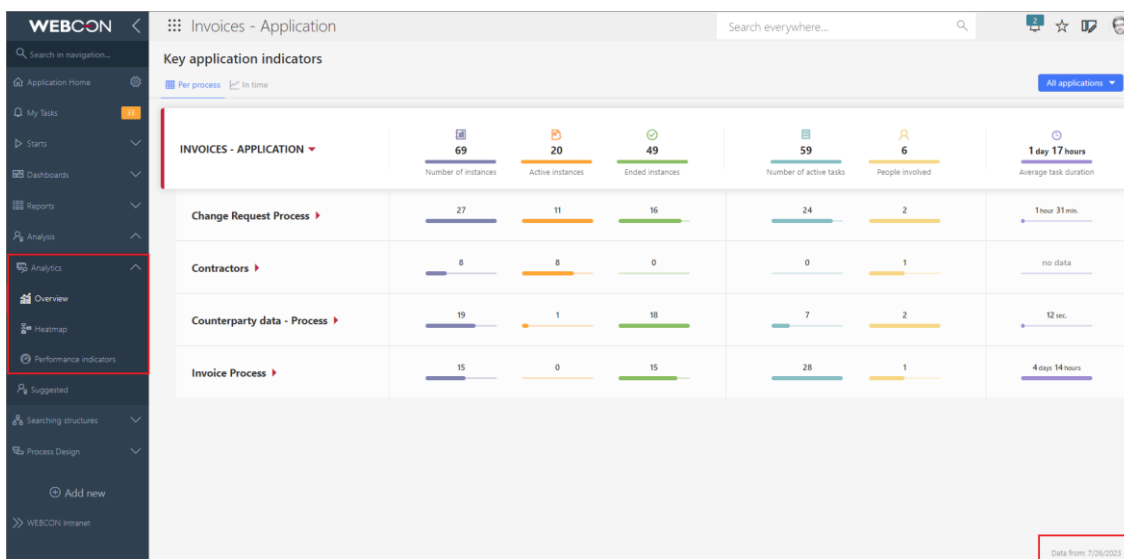 WEBCON
Search in navigation...
Application Home
My Tasks 33
Starts
Dashboards
Reports
Analysis
Analytics
Overview
Heatmap
Performance indicators
Suggested
Searching structures
Process Design
Add new
WEBCON Intranet
Invoices - Application
Search everywhere...
2
Key application indicators
Per process In time
All applications
INVOICES - APPLICATION
69 20 49 59 6 1 day 17 hours
Number of instances Active instances Ended instances Number of active tasks People involved Average task duration
Change Request Process 27 11 16 24 2 1 hour 31 min.
Contractors 8 8 0 0 1 no data
Counterparty data - Process 19 1 18 7 2 12 sec.
Invoice Process 15 0 15 28 1 4 days 14 hours
Data from: 7/26/2023